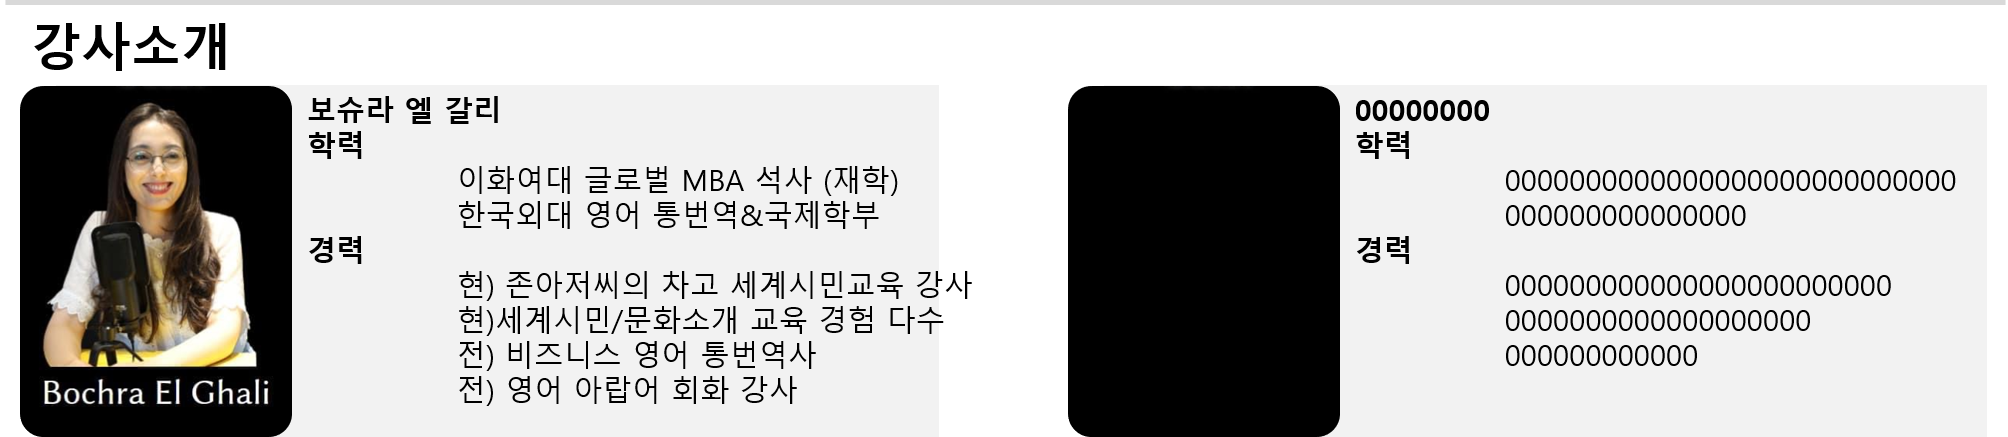 강사소개
보슈라 엘 갈리
학력
이화여대 글로벌 MBA 석사 (재학)
한국외대 영어 통번역&국제학부
경력
현) 존아저씨의 차고 세계시민교육 강사
현)세계시민/문화소개 교육 경험 다수
전) 비즈니스 영어 통번역사
전) 영어 아랍어 회화 강사
Bochra El Ghali
00000000
학력
0000000000000000000000000000
000000000000000
경력
000000000000000000000000
0000000000000000000
000000000000